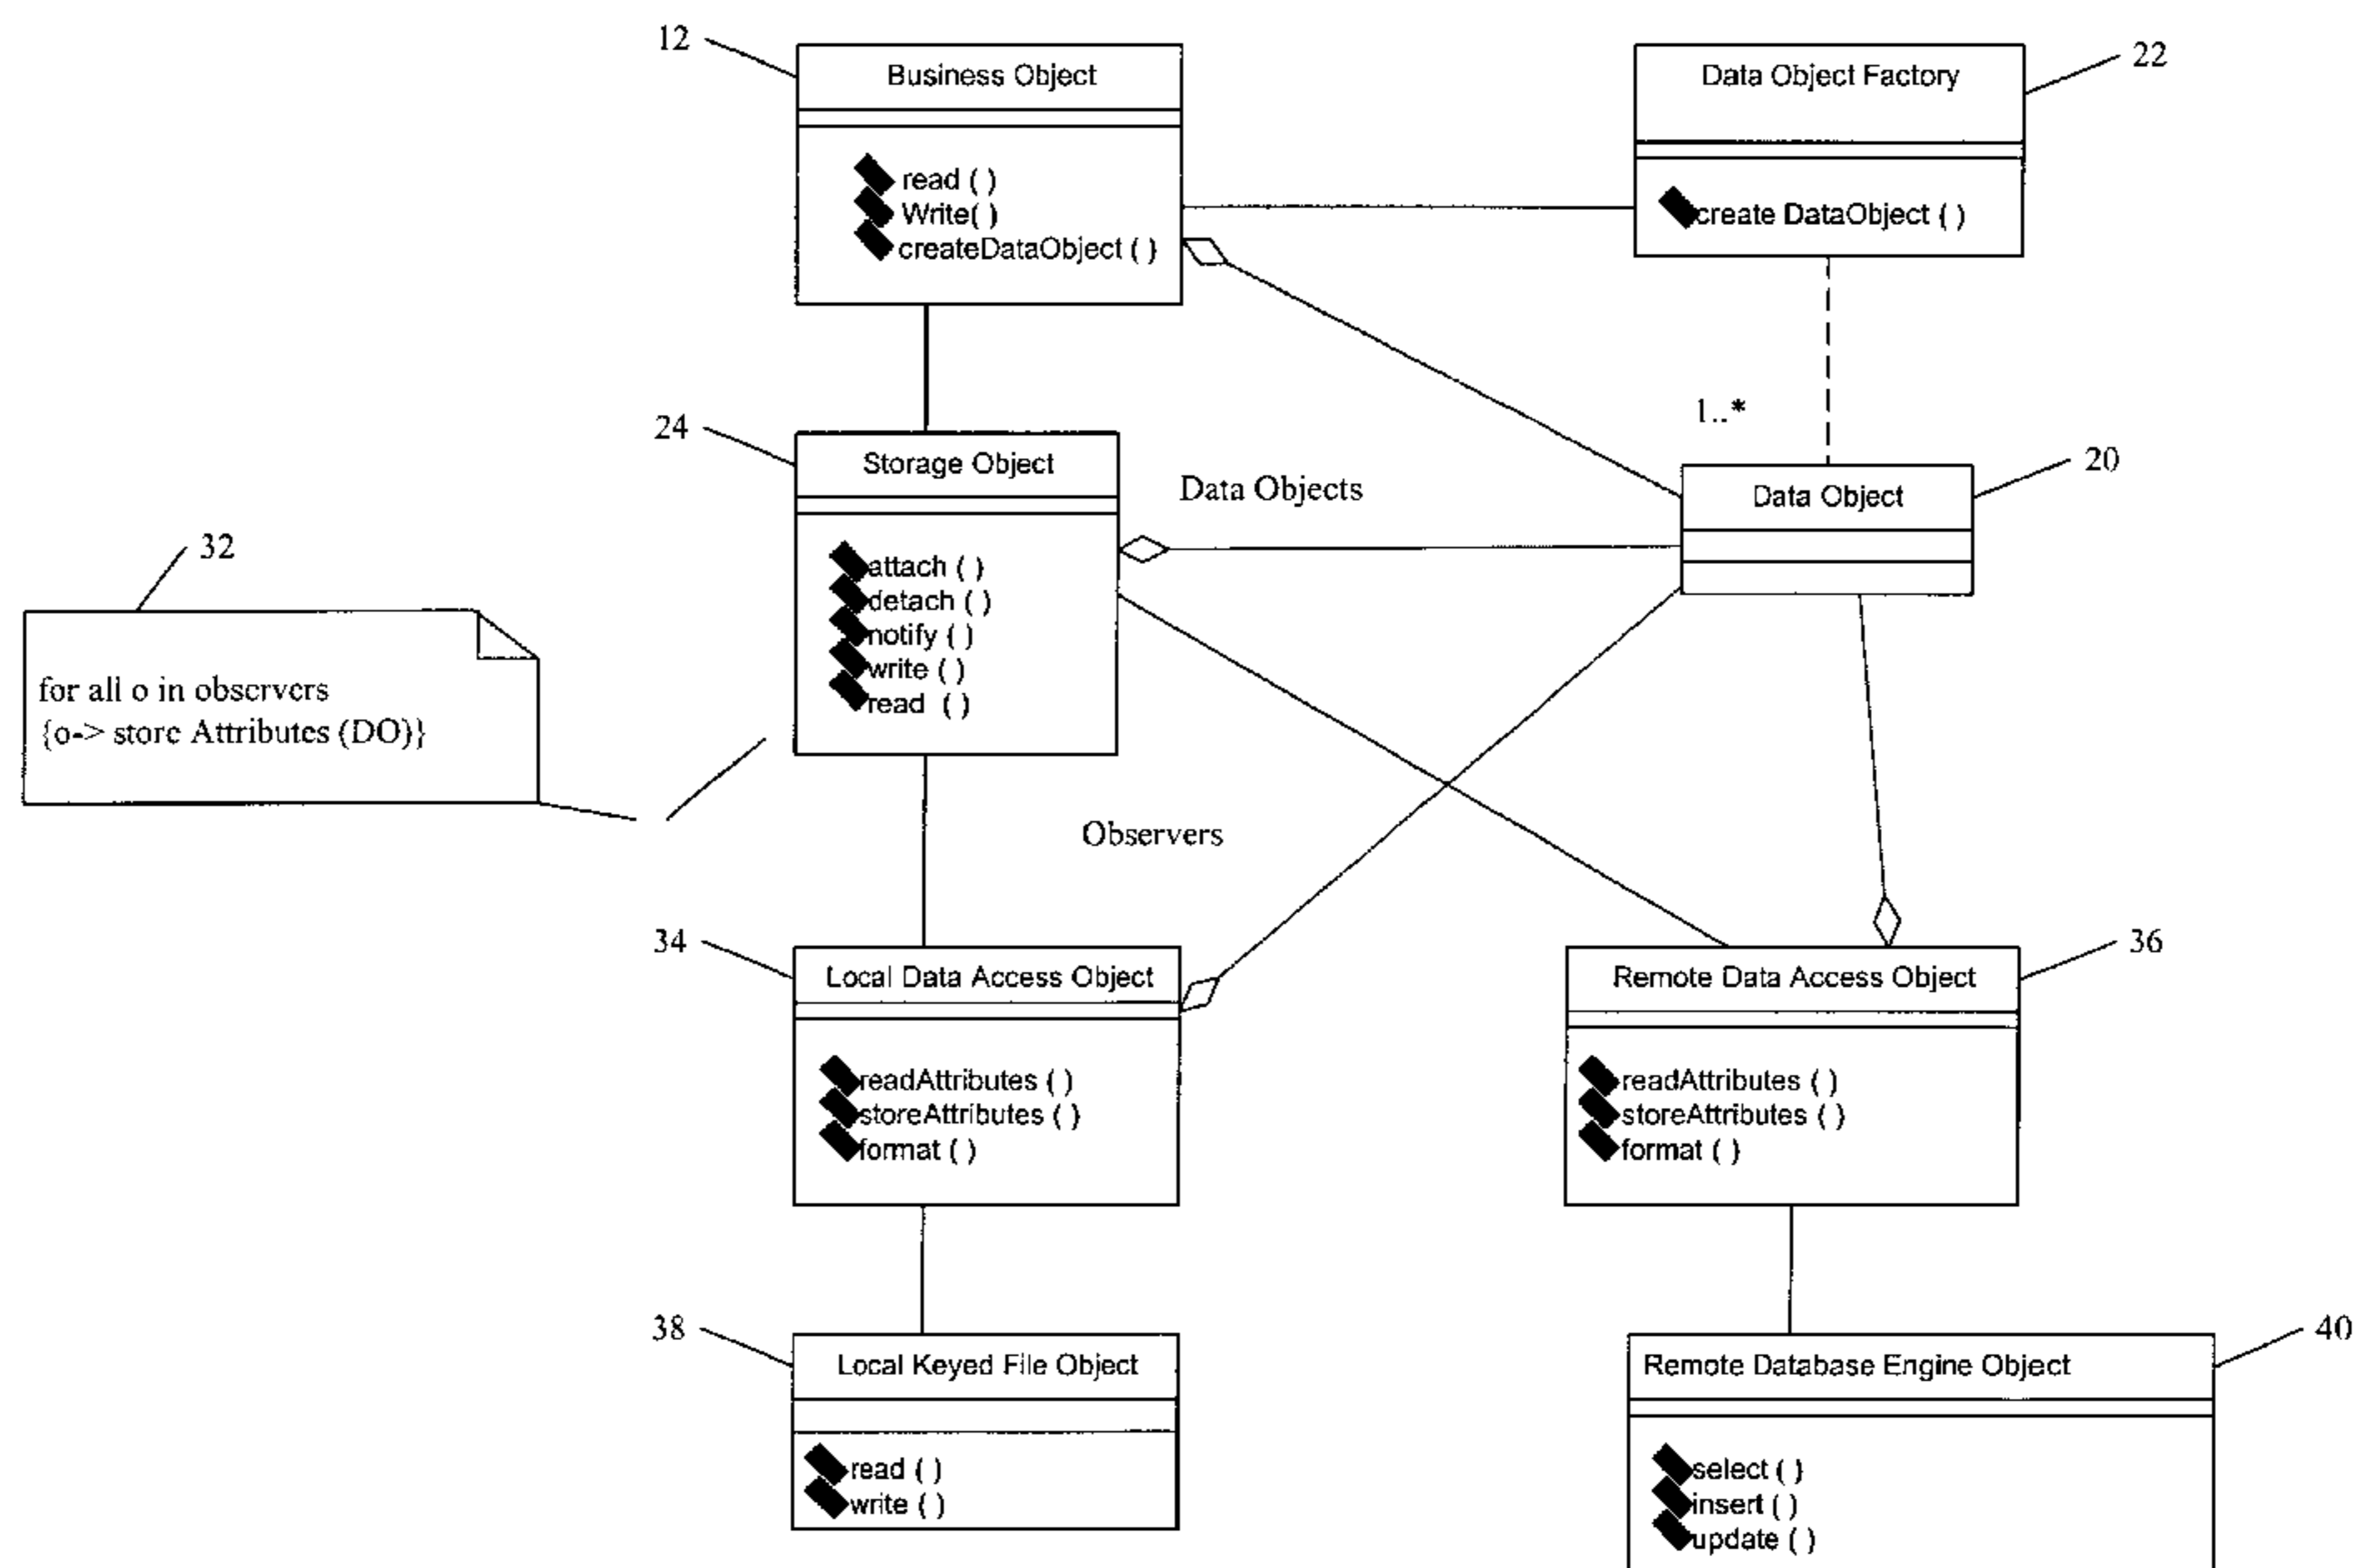 12
Business Object
read ( )
Write( )
createDataObject ( )
22
Data Object Factory
create DataObject ( )
24
Storage Object
attach ( )
detach ( )
notify ( )
write ( )
read ( )
Data Objects
1..*
20
Data Object
32
for all o in observers
{o-> store Attributes (DO)}
Observers
34
Local Data Access Object
readAttributes ( )
storeAttributes ( )
format ( )
36
Remote Data Access Object
readAttributes ( )
storeAttributes ( )
format ( )
38
Local Keyed File Object
read ( )
write ( )
40
Remote Database Engine Object
select ( )
insert ( )
update ( )